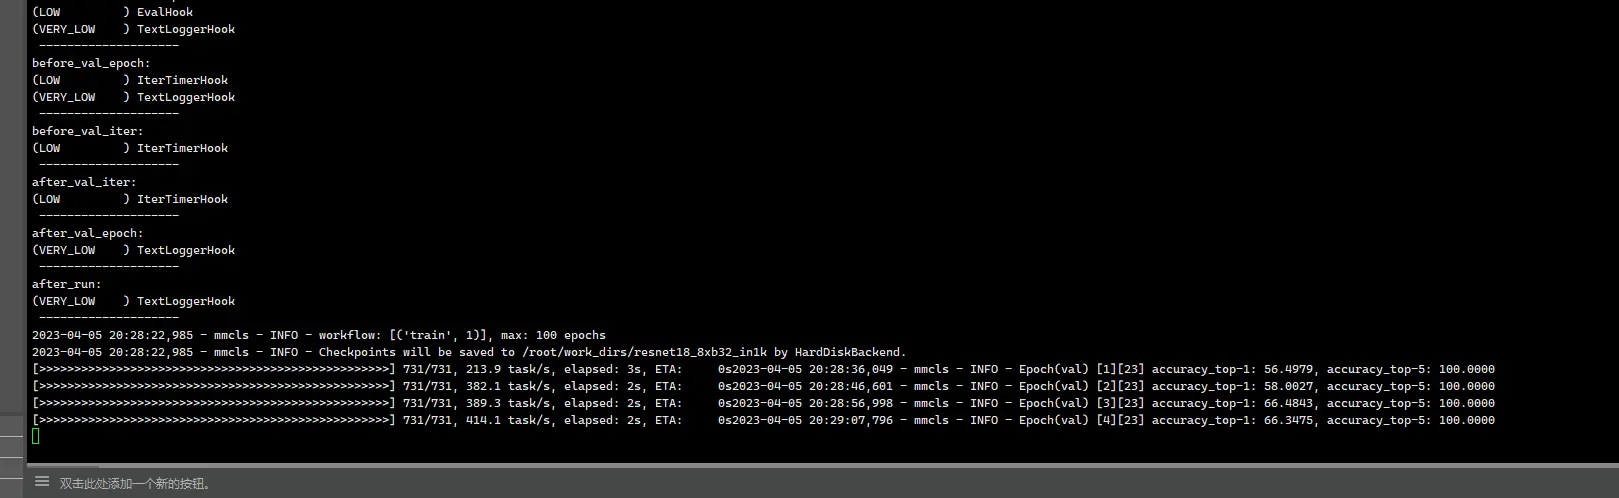 (LOW         ) EvalHook
(VERY_LOW    ) TextLoggerHook
--------------------
before_val_epoch:
(LOW         ) IterTimerHook
(VERY_LOW    ) TextLoggerHook
--------------------
before_val_iter:
(LOW         ) IterTimerHook
--------------------
after_val_iter:
(LOW         ) IterTimerHook
--------------------
after_val_epoch:
(VERY_LOW    ) TextLoggerHook
--------------------
after_run:
(VERY_LOW    ) TextLoggerHook
--------------------
2023-04-05 20:28:22,985 - mmcls - INFO - workflow: [('train', 1)], max: 100 epochs
2023-04-05 20:28:22,985 - mmcls - INFO - Checkpoints will be saved to /root/work_dirs/resnet18_8xb32_in1k by HardDiskBackend.
[>>>>>>>>>>>>>>>>>>>>>>>>>>>>>>>>>>>>>>>>>>>>>>>>>>] 731/731, 213.9 task/s, elapsed: 3s, ETA:     0s2023-04-05 20:28:36,049 - mmcls - INFO - Epoch(val) [1][23] accuracy_top-1: 56.4979, accuracy_top-5: 100.0000
[>>>>>>>>>>>>>>>>>>>>>>>>>>>>>>>>>>>>>>>>>>>>>>>>>>] 731/731, 382.1 task/s, elapsed: 2s, ETA:     0s2023-04-05 20:28:46,601 - mmcls - INFO - Epoch(val) [2][23] accuracy_top-1: 58.0027, accuracy_top-5: 100.0000
[>>>>>>>>>>>>>>>>>>>>>>>>>>>>>>>>>>>>>>>>>>>>>>>>>>] 731/731, 389.3 task/s, elapsed: 2s, ETA:     0s2023-04-05 20:28:56,998 - mmcls - INFO - Epoch(val) [3][23] accuracy_top-1: 66.4843, accuracy_top-5: 100.0000
[>>>>>>>>>>>>>>>>>>>>>>>>>>>>>>>>>>>>>>>>>>>>>>>>>>] 731/731, 414.1 task/s, elapsed: 2s, ETA:     0s2023-04-05 20:29:07,796 - mmcls - INFO - Epoch(val) [4][23] accuracy_top-1: 66.3475, accuracy_top-5: 100.0000
双击此处添加一个新的按钮。